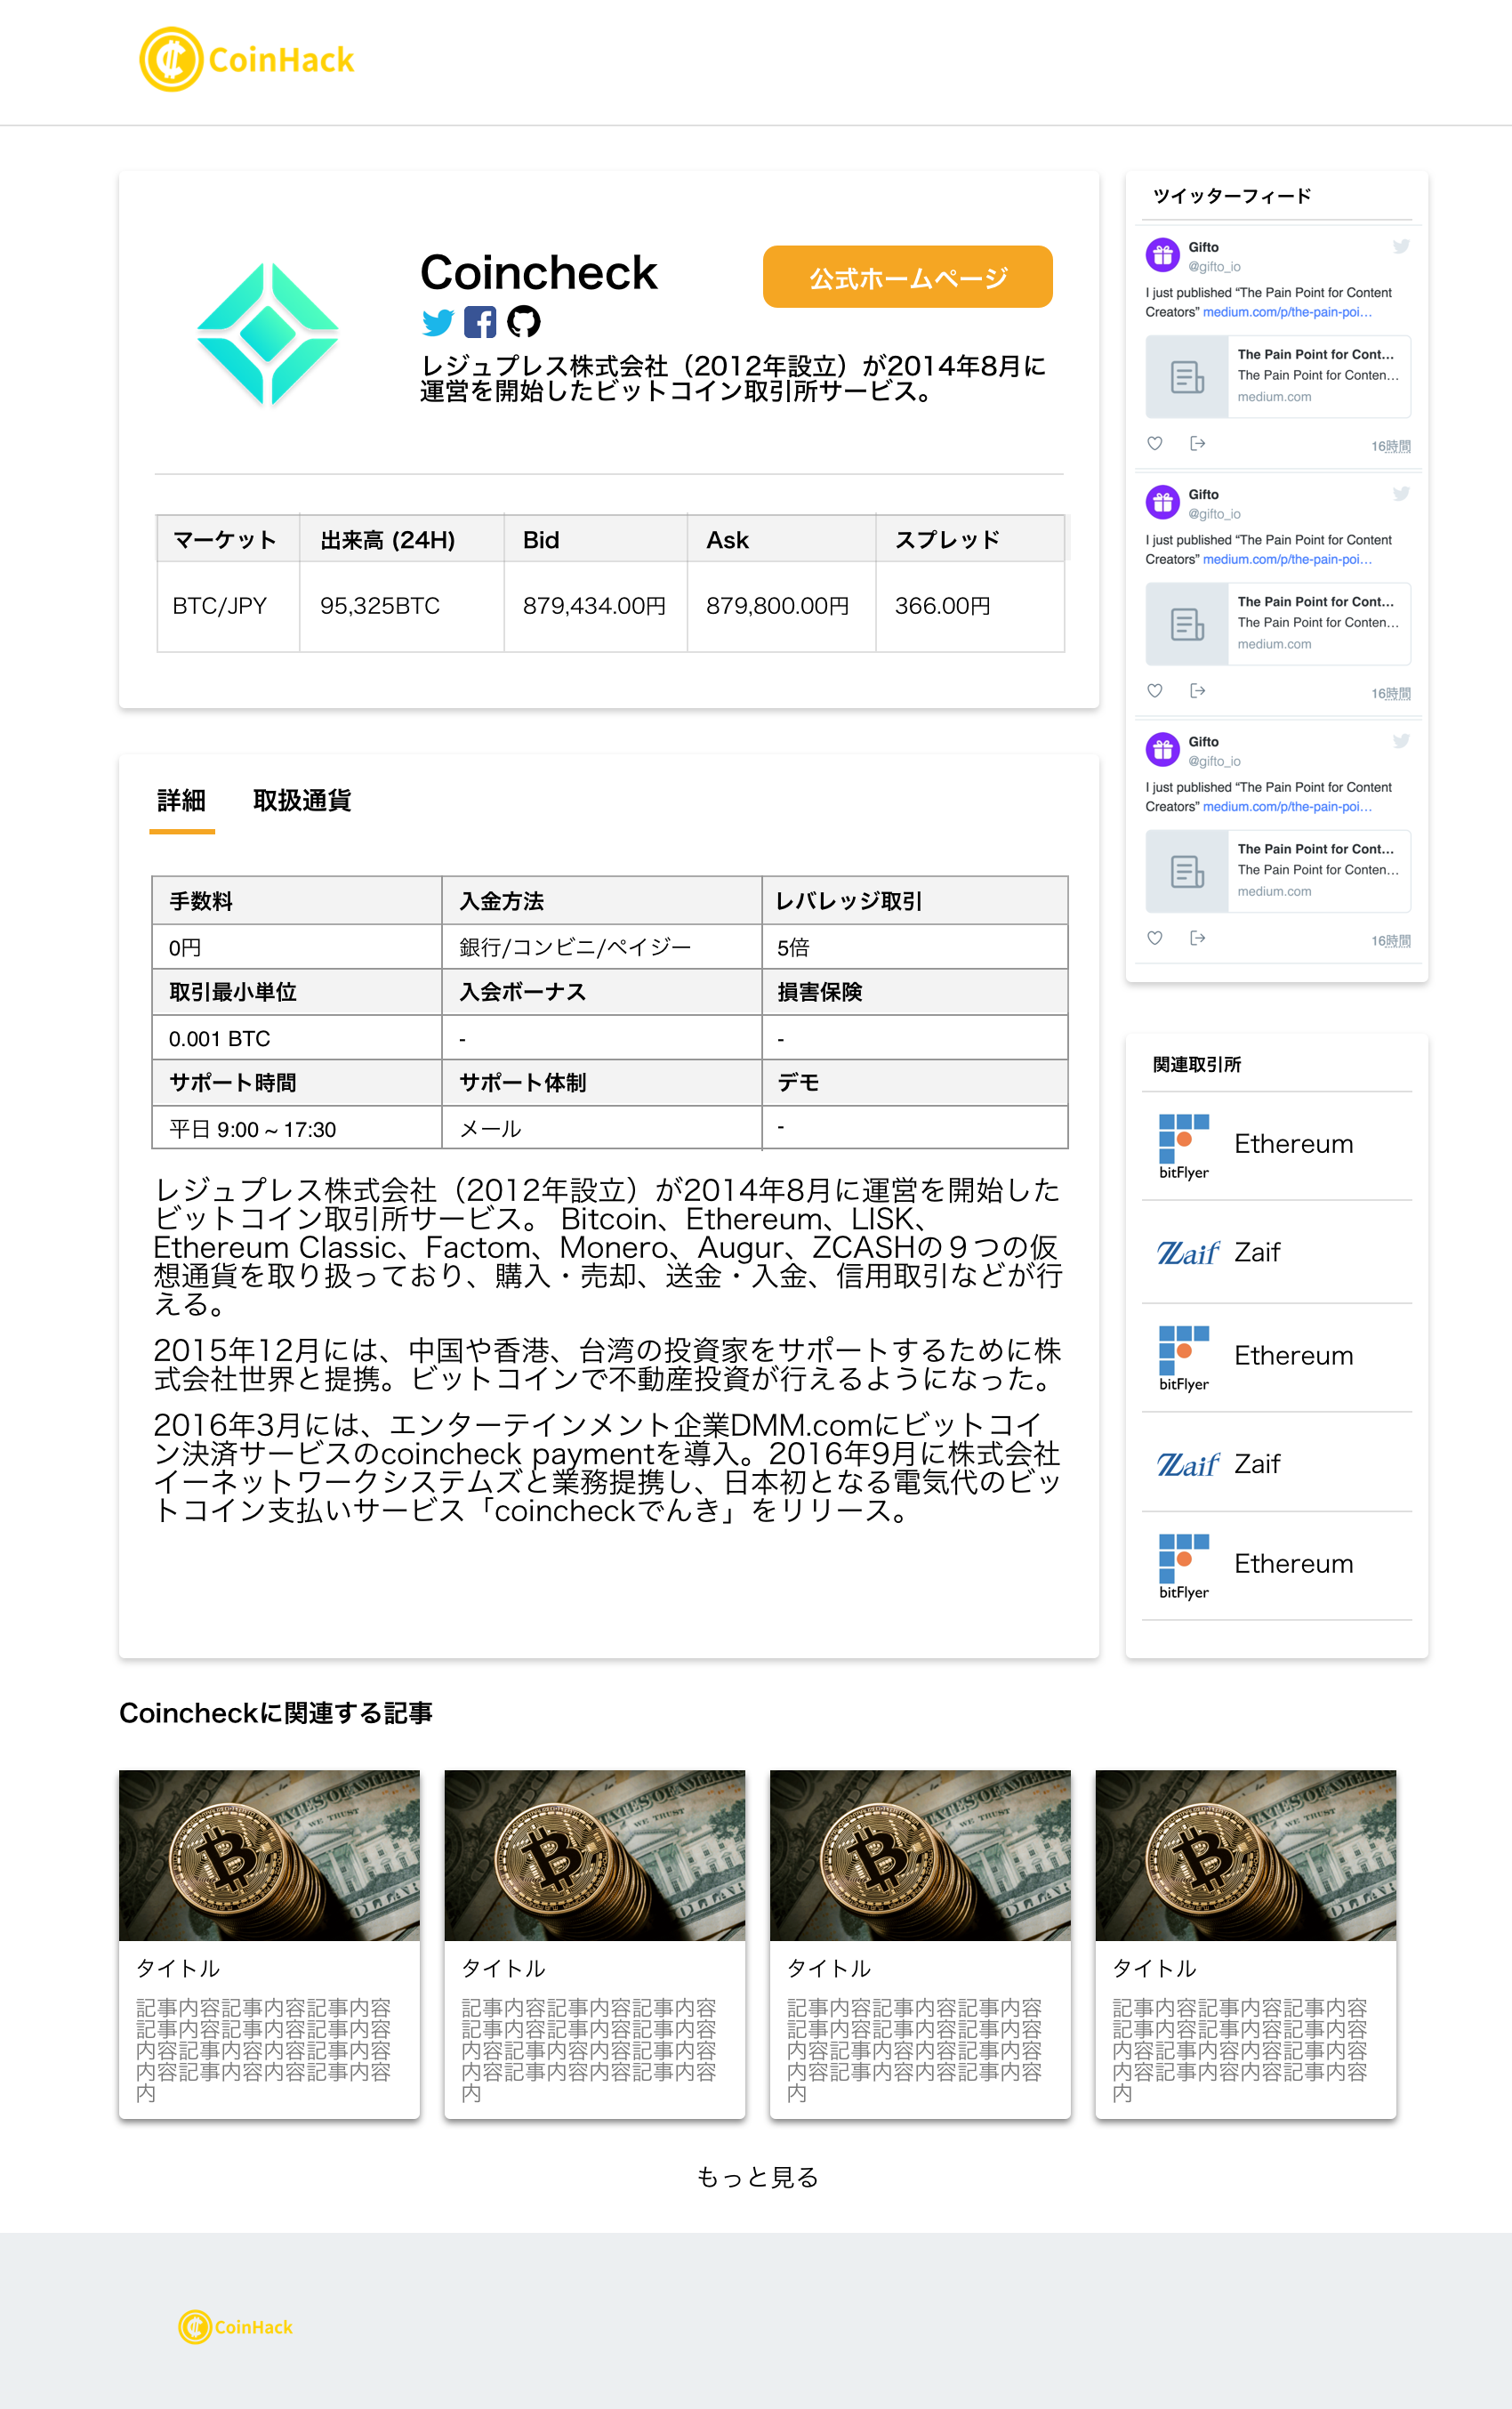 CoinHack
Coincheck
公式ホームページ
レジュプレス株式会社（2012年設立）が2014年8月に
運営を開始したビットコイン取引所サービス。
マーケット 出来高 (24H) Bid Ask スプレッド
BTC/JPY 95,325BTC 879,434.00円 879,800.00円 366.00円
詳細 取扱通貨
手数料 入金方法 レバレッジ取引
0円 銀行/コンビニ/ペイジー 5倍
取引最小単位 入会ボーナス 損害保険
0.001 BTC - -
サポート時間 サポート体制 デモ
平日 9:00 ~ 17:30 メール -
レジュプレス株式会社（2012年設立）が2014年8月に運営を開始した
ビットコイン取引所サービス。 Bitcoin、Ethereum、LISK、
Ethereum Classic、Factom、Monero、Augur、ZCASHの９つの仮
想通貨を取り扱っており、購入・売却、送金・入金、信用取引などが行
える。
2015年12月には、中国や香港、台湾の投資家をサポートするために株
式会社世界と提携。ビットコインで不動産投資が行えるようになった。
2016年3月には、エンターテインメント企業DMM.comにビットコイ
ン決済サービスのcoincheck paymentを導入。2016年9月に株式会社
イーネットワークシステムズと業務提携し、日本初となる電気代のビッ
トコイン支払いサービス「coincheckでんき」をリリース。
ツイッターフィード
Gifto
@gifto_io
I just published “The Pain Point for Content
Creators” medium.com/p/the-pain-poi…
The Pain Point for Cont…
The Pain Point for Conten…
medium.com
16時間
Gifto
@gifto_io
I just published “The Pain Point for Content
Creators” medium.com/p/the-pain-poi…
The Pain Point for Cont…
The Pain Point for Conten…
medium.com
16時間
Gifto
@gifto_io
I just published “The Pain Point for Content
Creators” medium.com/p/the-pain-poi…
The Pain Point for Cont…
The Pain Point for Conten…
medium.com
16時間
関連取引所
bitFlyer Ethereum
Zaif Zaif
bitFlyer Ethereum
Zaif Zaif
bitFlyer Ethereum
Coincheckに関連する記事
タイトル
記事内容記事内容記事内容
記事内容記事内容記事内容
内容記事内容内容記事内容
内容記事内容内容記事内容
内
タイトル
記事内容記事内容記事内容
記事内容記事内容記事内容
内容記事内容内容記事内容
内容記事内容内容記事内容
内
タイトル
記事内容記事内容記事内容
記事内容記事内容記事内容
内容記事内容内容記事内容
内容記事内容内容記事内容
内
タイトル
記事内容記事内容記事内容
記事内容記事内容記事内容
内容記事内容内容記事内容
内容記事内容内容記事内容
内
もっと見る
CoinHack